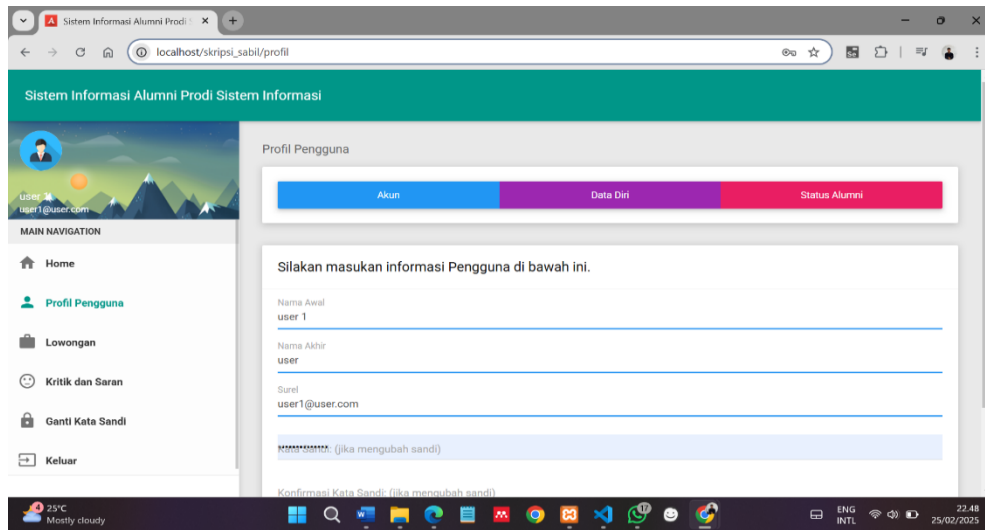 Sistem Informasi Alumni Prodi S
localhost/skripsi_sabil/profil
Sistem Informasi Alumni Prodi Sistem Informasi
user 1
user1@user.com
MAIN NAVIGATION
Home
Profil Pengguna
Lowongan
Kritik dan Saran
Ganti Kata Sandi
Keluar
Profil Pengguna
Akun Data Diri Status Alumni
Silakan masukan informasi Pengguna di bawah ini.
Nama Awal
user 1
Nama Akhir
user
Surel
user1@user.com
Kata Sandi: (jika mengubah sandi)
Konfirmasi Kata Sandi: (jika mengubah sandi)
25°C
Mostly cloudy
ENG
INTL
22.48
25/02/2025